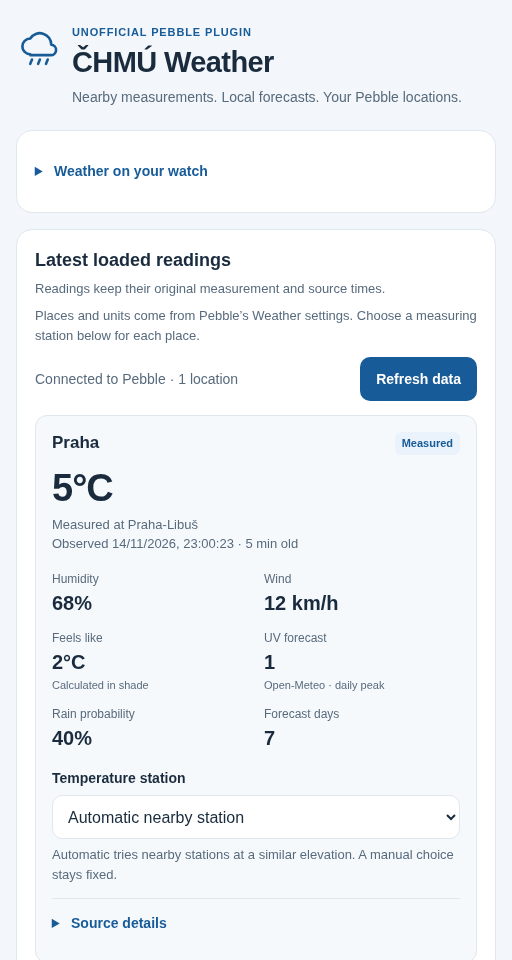 UNOFFICIAL PEBBLE PLUGIN
ČHMÚ Weather
Nearby measurements. Local forecasts. Your Pebble locations.
Weather on your watch
Latest loaded readings
Readings keep their original measurement and source times.
Places and units come from Pebble's Weather settings. Choose a measuring
station below for each place.
Connected to Pebble · 1 location
Refresh data
Praha
Measured
5°C
Measured at Praha-Libuš
Observed 14/11/2026, 23:00:23 · 5 min old
Humidity
68%
Wind
12 km/h
Feels like
2°C
Calculated in shade
UV forecast
1
Open-Meteo · daily peak
Rain probability
40%
Forecast days
7
Temperature station
Automatic nearby station
Automatic tries nearby stations at a similar elevation. A manual choice
stays fixed.
Source details